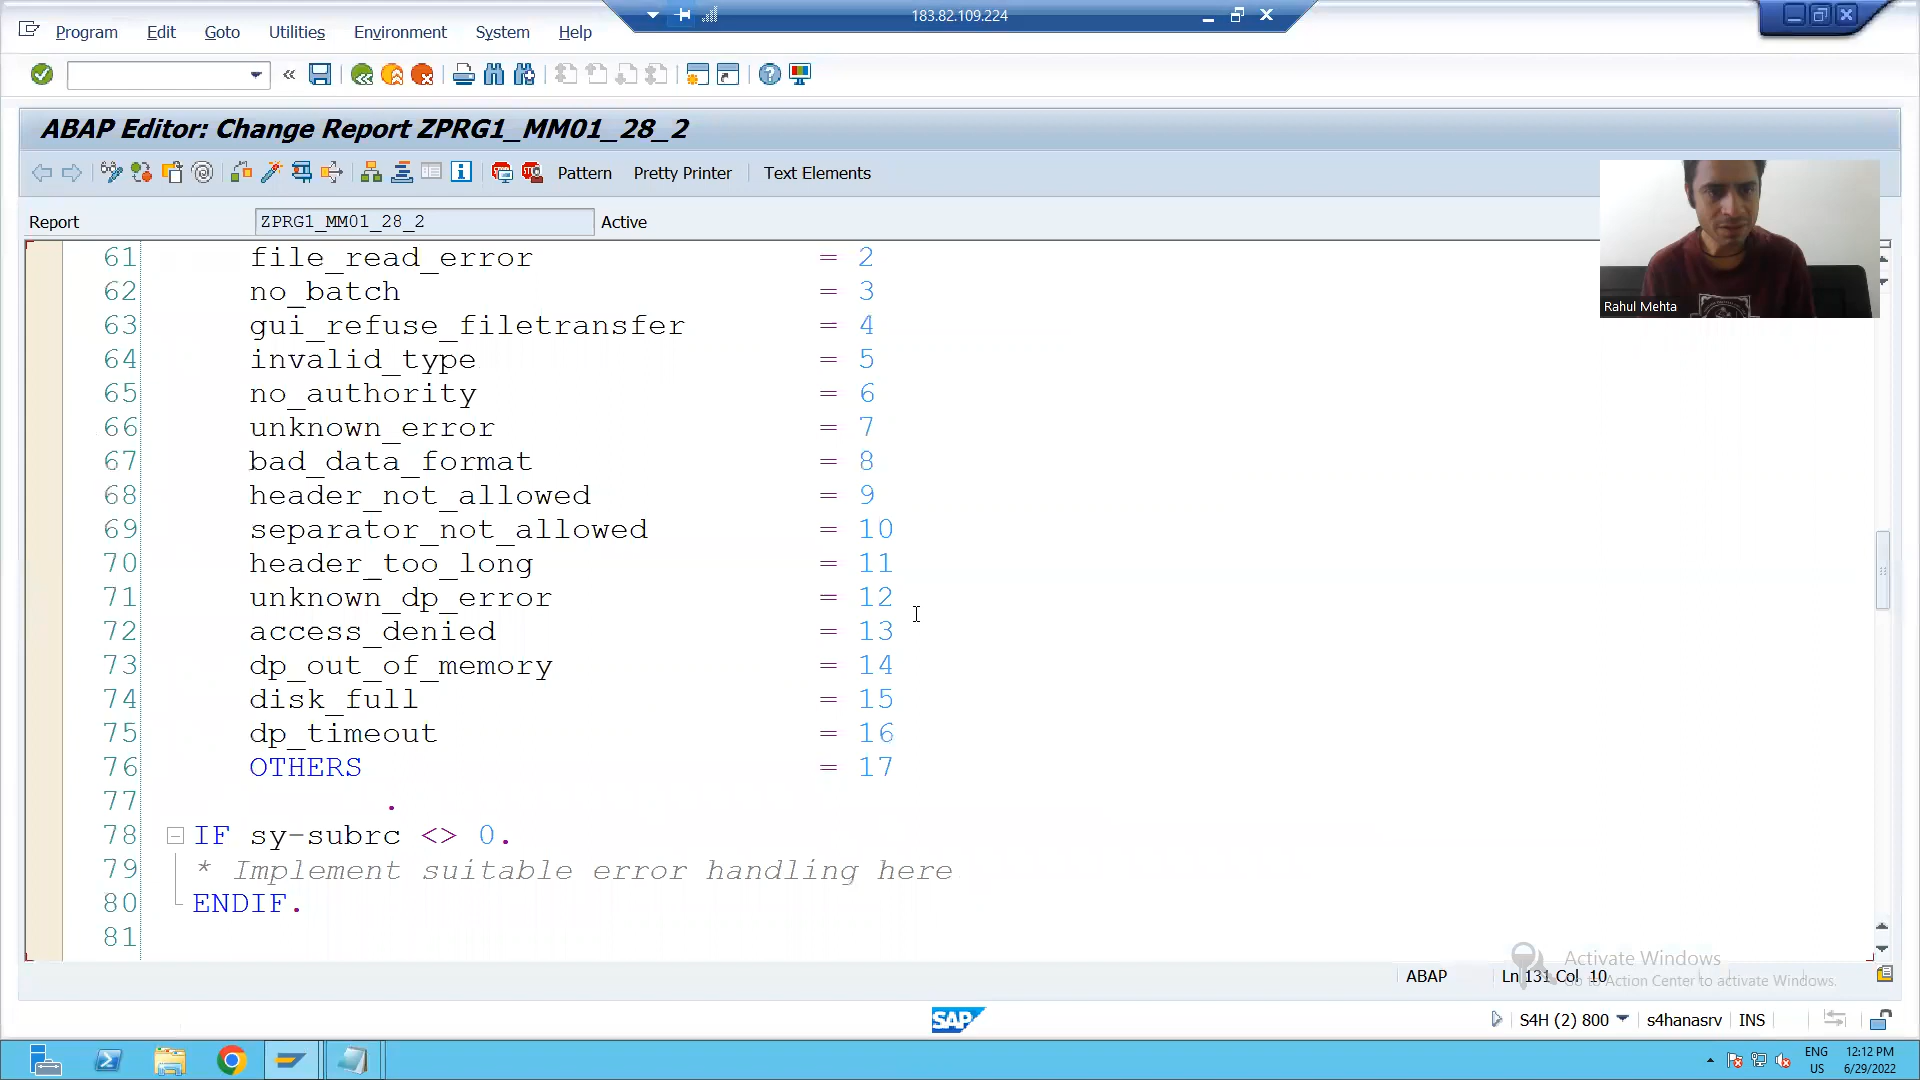 183.82.109.224
Program Edit Goto Utilities Environment System Help
ABAP Editor: Change Report ZPRG1_MM01_28_2
Pattern Pretty Printer Text Elements
Report ZPRG1_MM01_28_2 Active
Rahul Mehta
61 file_read_error = 2
62 no_batch = 3
63 gui_refuse_filetransfer = 4
64 invalid_type = 5
65 no_authority = 6
66 unknown_error = 7
67 bad_data_format = 8
68 header_not_allowed = 9
69 separator_not_allowed = 10
70 header_too_long = 11
71 unknown_dp_error = 12
72 access_denied = 13
73 dp_out_of_memory = 14
74 disk_full = 15
75 dp_timeout = 16
76 OTHERS = 17
77 .
78 IF sy-subrc <> 0.
79 * Implement suitable error handling here
80 ENDIF.
81
Activate Windows
Go to Action Center to activate Windows.
ABAP Ln 131 Col 10
SAP
S4H (2) 800 s4hanasrv INS
ENG 12:12 PM
US 6/29/2022